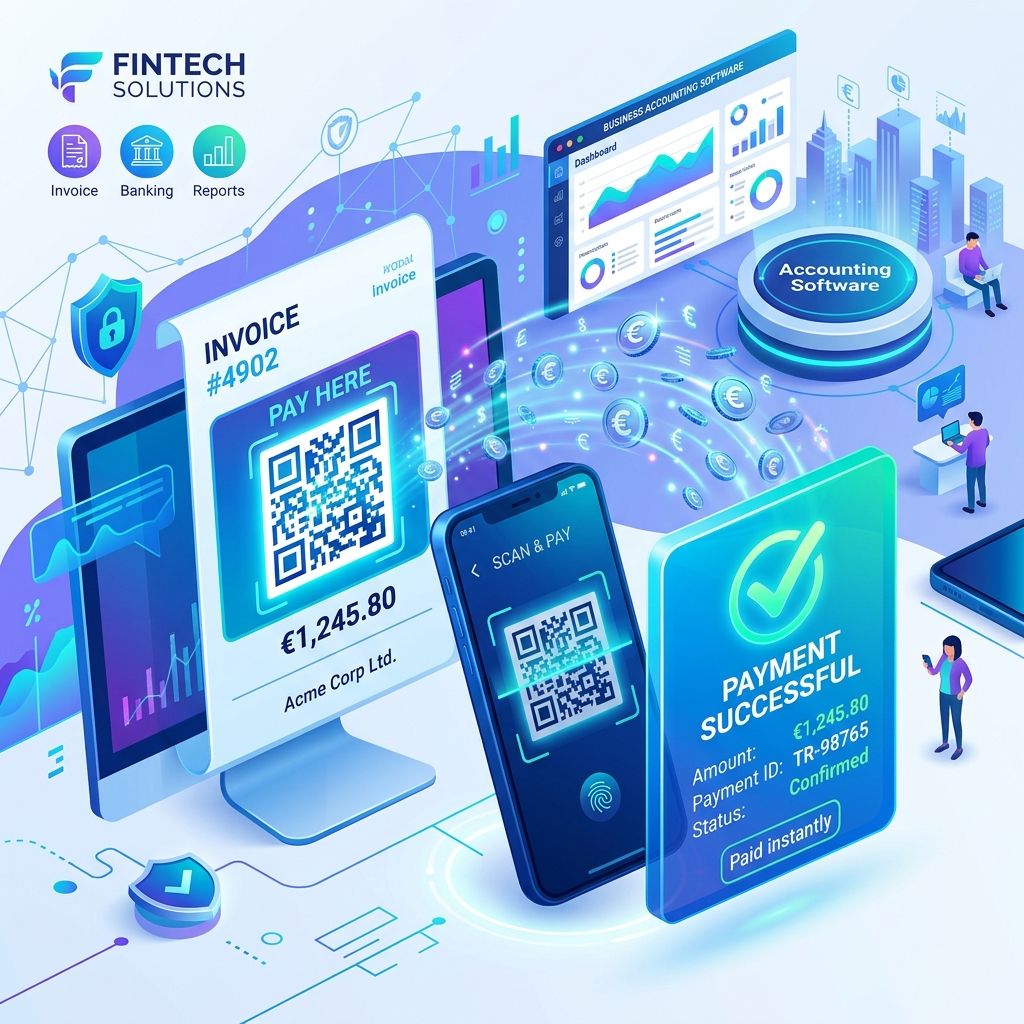 FINTECH
SOLUTIONS
Invoice
Banking
Reports
BUSINESS ACCOUNTING SOFTWARE
Dashboard
Accounting
Software
Invoice
INVOICE
#4902
PAY HERE
€1,245.80
Acme Corp Ltd.
SCAN & PAY
PAYMENT
SUCCESSFUL
Amount: €1,245.80
Payment ID: TR-98765
Status: Confirmed
Paid instantly